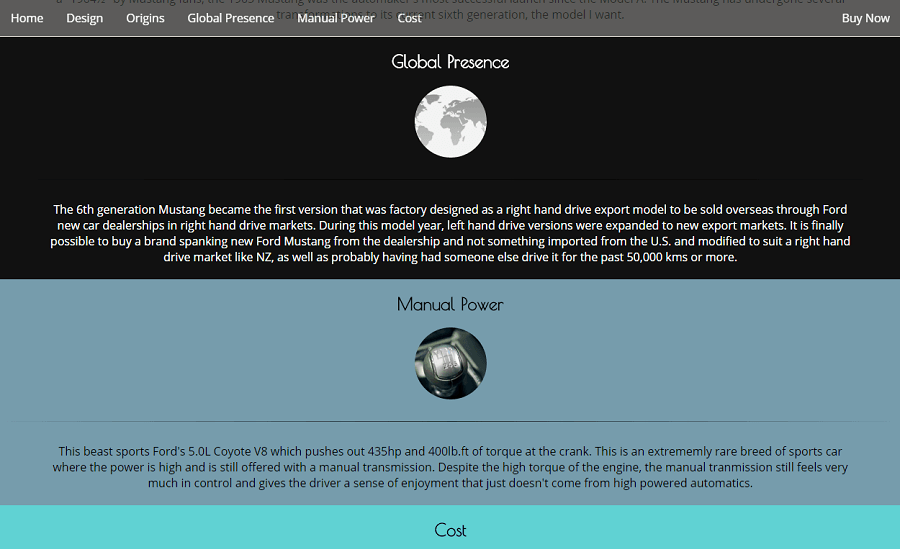 a "1964.2" by Mustang fans, the 1965 Mustang was the automaker's most successful launch since the Model A. The Mustang has undergone several
transformations to its current sixth generation, the model I want.
Home Design Origins Global Presence Manual Power Cost Buy Now
Global Presence
The 6th generation Mustang became the first version that was factory designed as a right hand drive export model to be sold overseas through Ford
new car dealerships in right hand drive markets. During this model year, left hand drive versions were expanded to new export markets. It is finally
possible to buy a brand spanking new Ford Mustang from the dealership and not something imported from the U.S. and modified to suit a right hand
drive market like NZ, as well as probably having had someone else drive it for the past 50,000 kms or more.
Manual Power
This beast sports Ford's 5.0L Coyote V8 which pushes out 435hp and 400lb.ft of torque at the crank. This is an extrememly rare breed of sports car
where the power is high and is still offered with a manual transmission. Despite the high torque of the engine, the manual tranmission still feels very
much in control and gives the driver a sense of enjoyment that just doesn't come from high powered automatics.
Cost